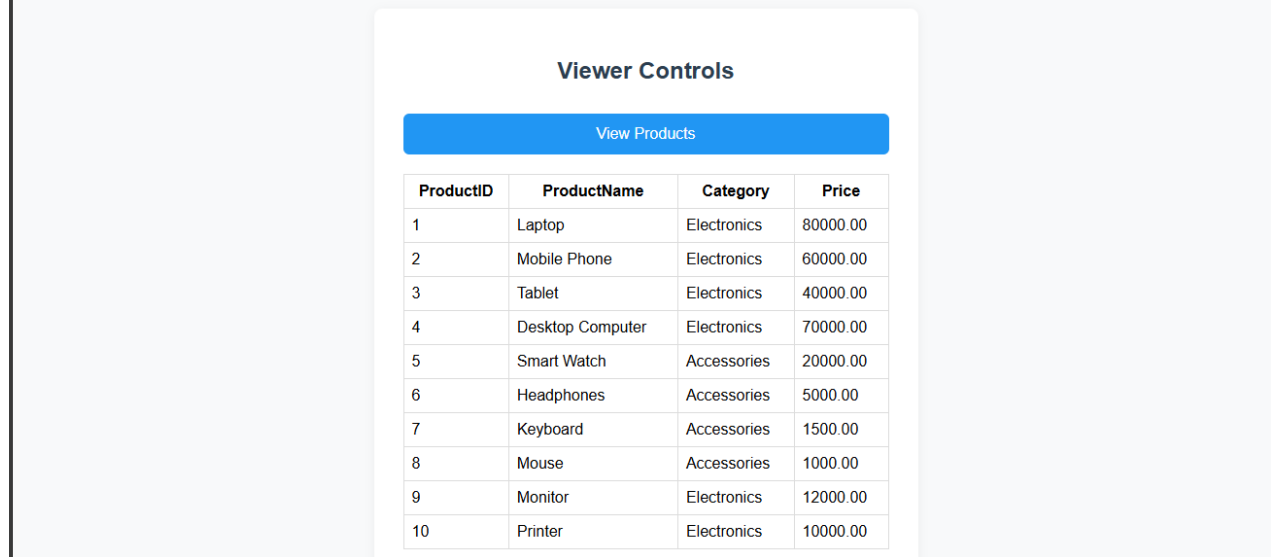 Viewer Controls
View Products
ProductID ProductName Category Price
1 Laptop Electronics 80000.00
2 Mobile Phone Electronics 60000.00
3 Tablet Electronics 40000.00
4 Desktop Computer Electronics 70000.00
5 Smart Watch Accessories 20000.00
6 Headphones Accessories 5000.00
7 Keyboard Accessories 1500.00
8 Mouse Accessories 1000.00
9 Monitor Electronics 12000.00
10 Printer Electronics 10000.00